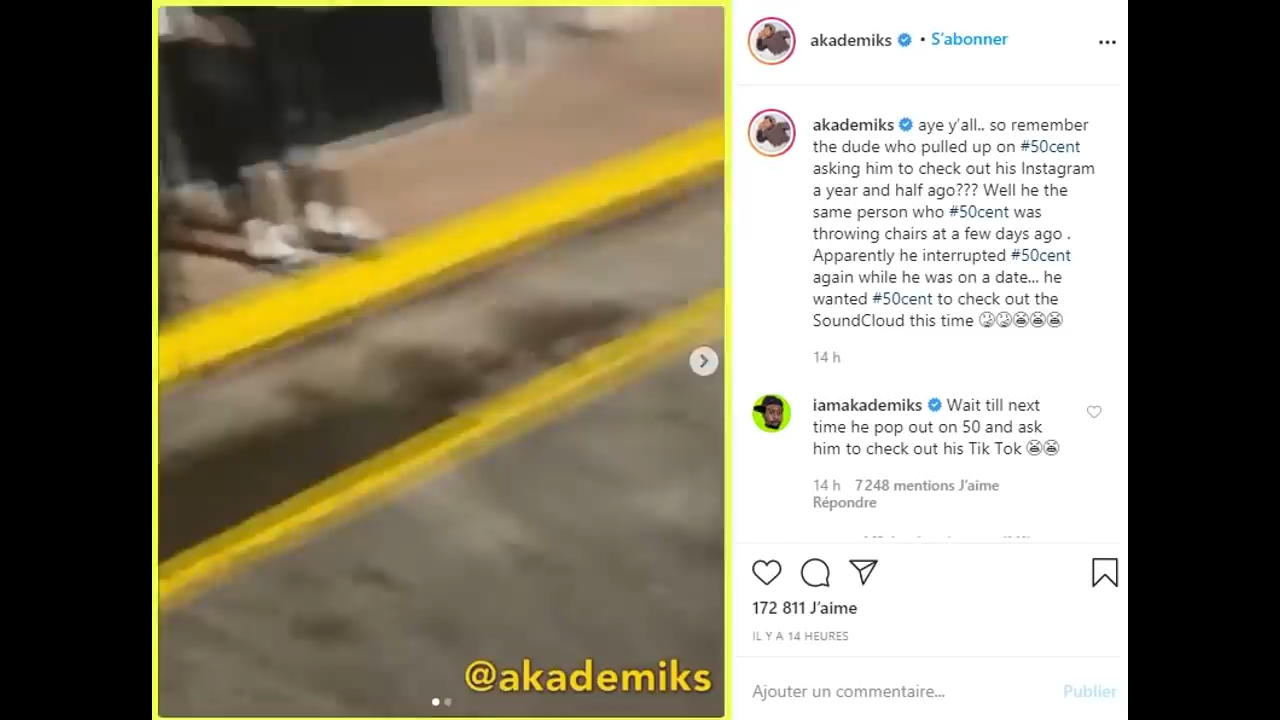 akademiks • S'abonner
akademiks aye y'all.. so remember
the dude who pulled up on #50cent
asking him to check out his Instagram
a year and half ago??? Well he the
same person who #50cent was
throwing chairs at a few days ago .
Apparently he interrupted #50cent
again while he was on a date... he
wanted #50cent to check out the
SoundCloud this time 😪😪😭😭😭
14 h
iamakademiks Wait till next
time he pop out on 50 and ask
him to check out his Tik Tok 😭😭
14 h 7 248 mentions J'aime
Répondre
172 811 J'aime
IL Y A 14 HEURES
Ajouter un commentaire... Publier
@akademiks